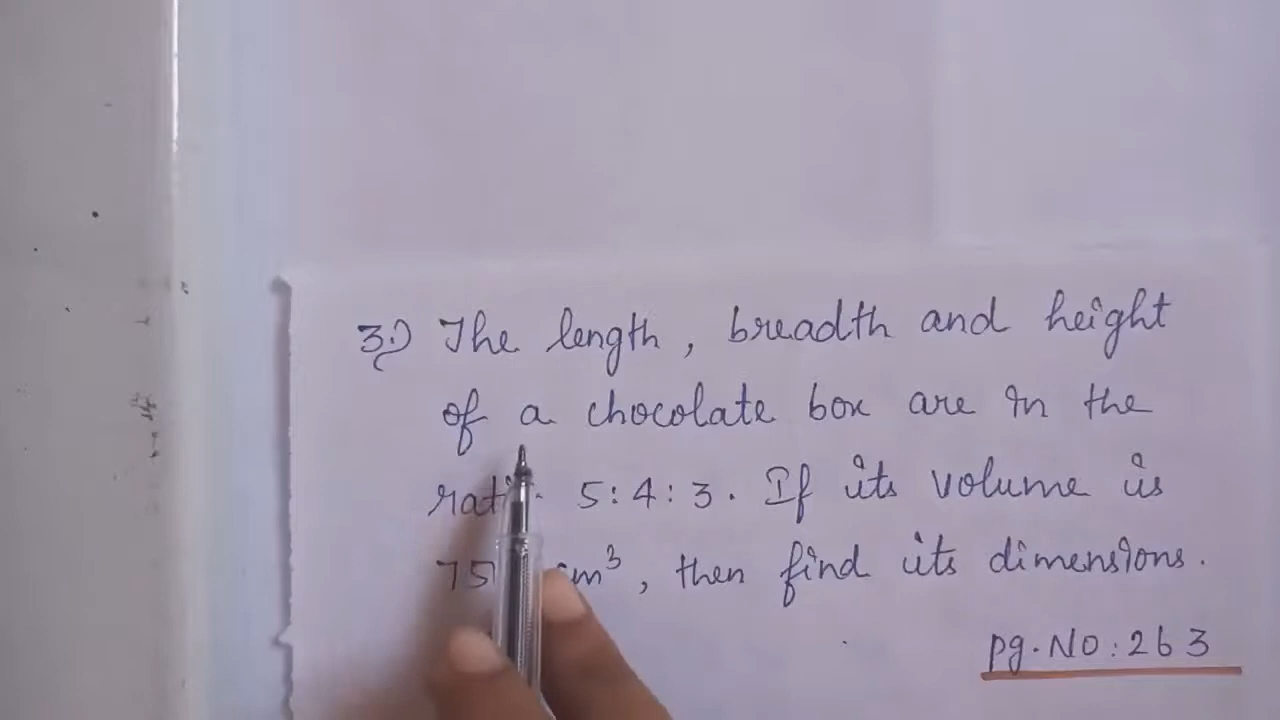 3.) The length, breadth and height
of a chocolate box are in the
5:4:3. If its volume is
, then find its dimensions.
pg.No:263